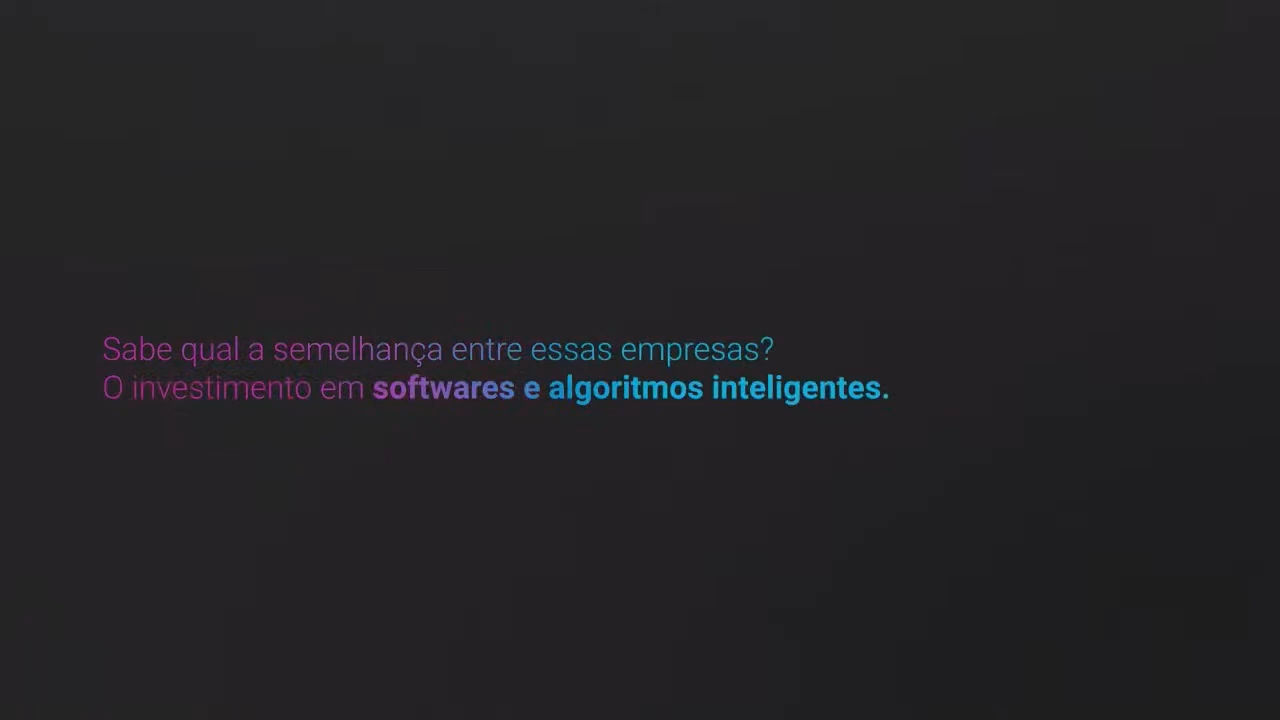 Sabe qual a semelhança entre essas empresas?
O investimento em softwares e algoritmos inteligentes.